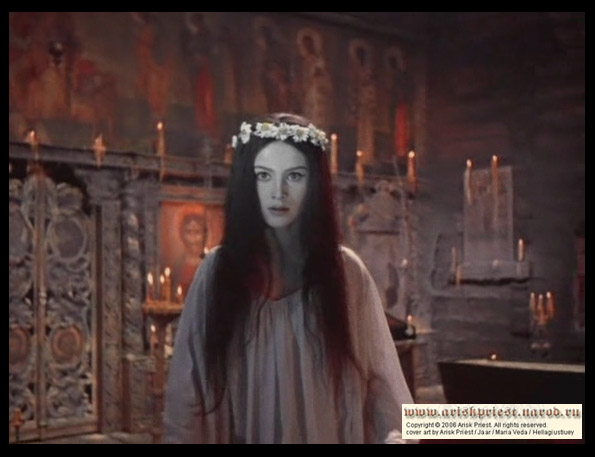 www.ariskpriest.narod.ru
Copyright © 2006 Arisk Priest. All rights reserved.
cover art by Arisk Priest / Jaar / Maria Veda / Hellagiustiuey